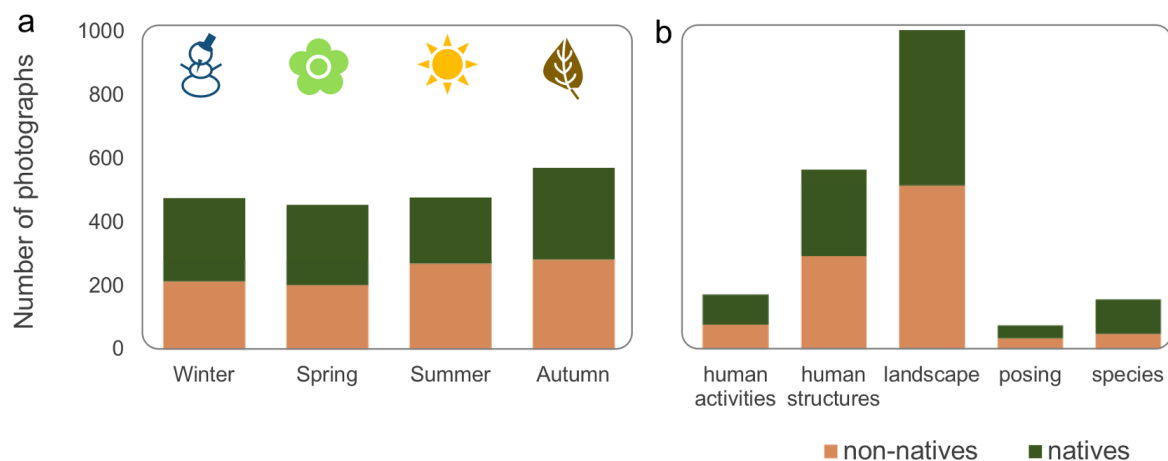 a
Number of photographs
1000
800
600
400
200
0
Winter Spring Summer Autumn
b
human activities
human structures
landscape
posing
species
non-natives natives